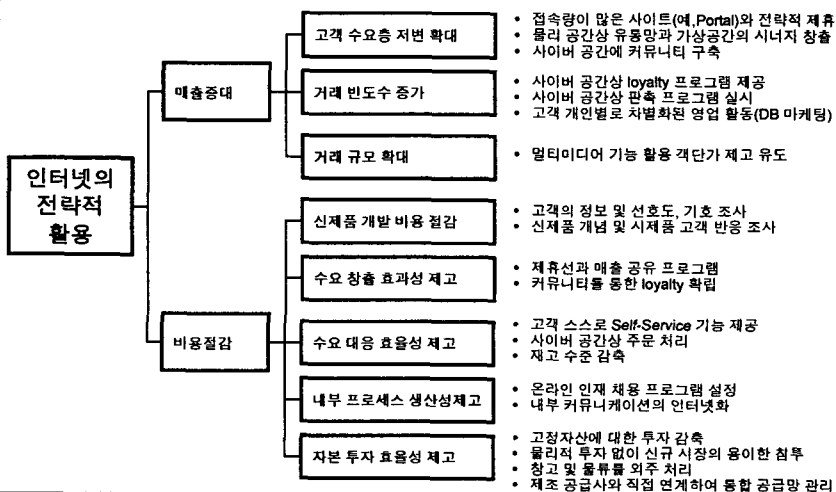 인터넷의
전략적
활용
매출증대
고객 수요층 저변 확대
• 접속량이 많은 사이트(예,Portal)와 전략적 제휴
• 물리 공간상 유통망과 가상공간의 시너자 창출
• 사이버 공간에 커뮤니티 구축
거래 빈도수 증가
• 사이버 공간상 loyalty 프로그램 제공
• 사이버 공간상 판촉 프로그램 실시
• 고객 개인별로 차별화된 영업 활동(DB 마케팅)
거래 규모 확대
• 멀티미디어 기능 활용 객단가 제고 유도
비용절감
신제품 개발 비용 절감
• 고객의 정보 및 선호도, 기호 조사
• 신제품 개념 및 시제품 고객 반응 조사
수요 창출 효과성 제고
• 제휴선과 매출 공유 프로그램
• 커뮤니티를 통한 loyalty 확립
수요 대응 효율성 제고
• 고객 스스로 Self-Service 기능 제공
• 사이버 공간상 주문 처리
• 재고 수준 감축
내부 프로세스 생산성제고
• 온라인 인재 채용 프로그램 설정
• 내부 커뮤니케이션의 인터넷화
자본 투자 효율성 제고
• 고정자산에 대한 투자 감축
• 물리적 투자 없이 신규 시장의 용이한 침투
• 창고 및 물류를 외주 처리
• 제조 공급사와 직접 연계하여 통합 공급망 관리